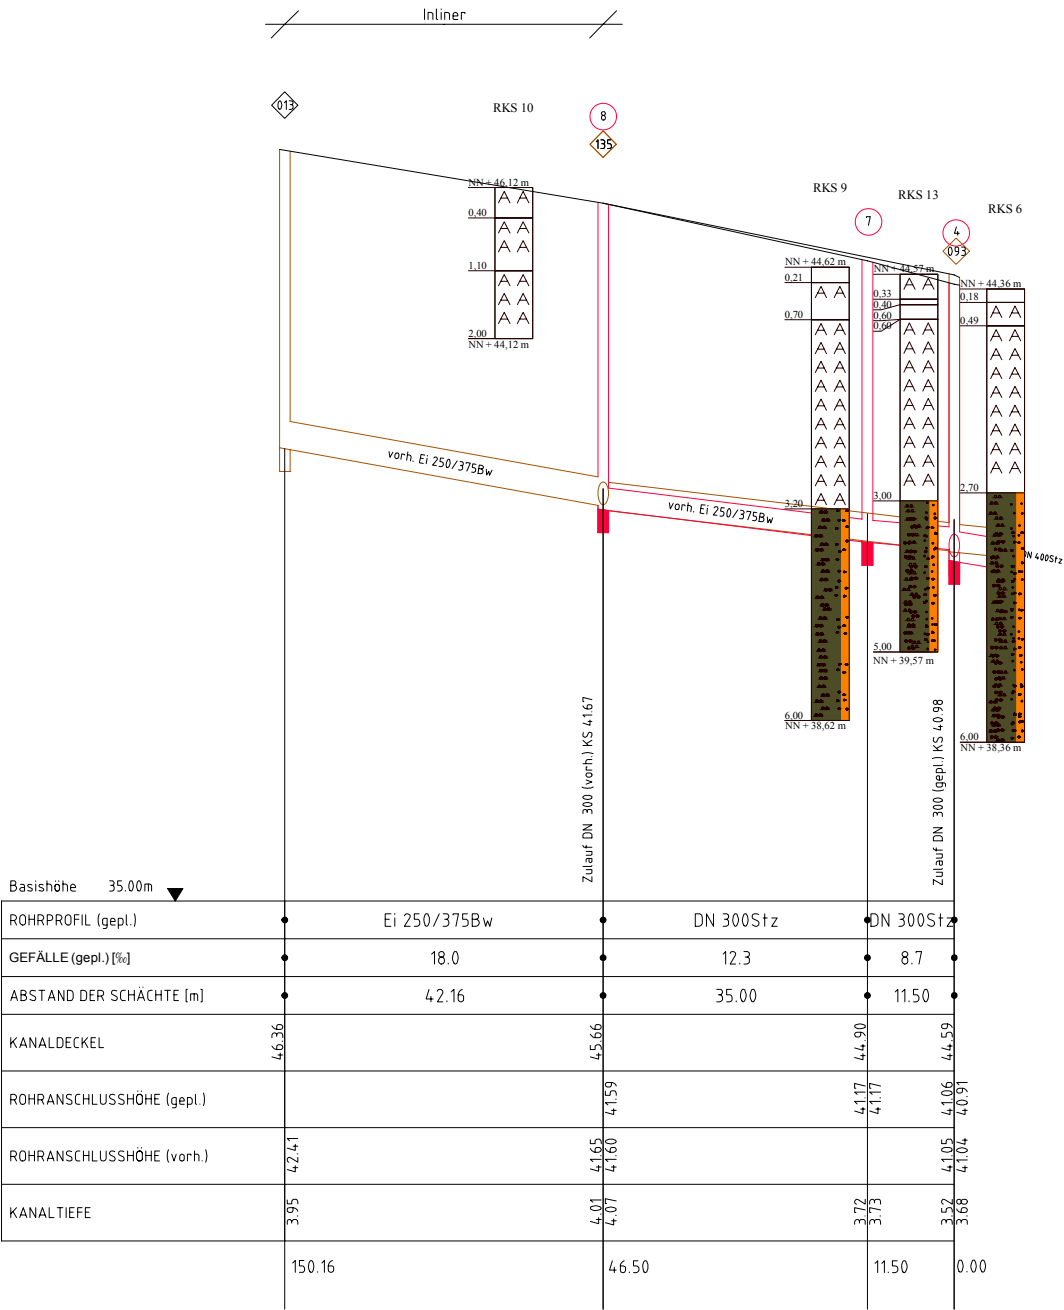 Inliner
013
RKS 10
8
135
RKS 9
RKS 13
RKS 6
7
4
093
NN + 46,12 m
0,40
1,10
2,00
NN + 44,12 m
NN + 44,62 m
0,21
0,70
3,20
6,00
NN + 38,62 m
NN + 44,57 m
0,33
0,40
0,60
0,60
3,00
5,00
NN + 39,57 m
NN + 44,36 m
0,18
0,49
2,70
6,00
NN + 38,36 m
vorh. Ei 250/375Bw
vorh. Ei 250/375Bw
DN 400Stz
Zulauf DN 300 (vorh.) KS 41.67
Zulauf DN 300 (gepl.) KS 40.98
Basishöhe 35.00m
ROHRPROFIL (gepl.) Ei 250/375Bw DN 300Stz DN 300Stz
GEFÄLLE (gepl.) [‰] 18.0 12.3 8.7
ABSTAND DER SCHÄCHTE [m] 42.16 35.00 11.50
KANALDECKEL 46.36 45.66 44.90 44.59
ROHRANSCHLUSSHÖHE (gepl.) 41.59 41.17 41.17 41.06 40.91
ROHRANSCHLUSSHÖHE (vorh.) 42.41 41.65 41.60 41.05 41.04
KANALTIEFE 3.95 4.01 4.07 3.72 3.73 3.52 3.68
150.16 46.50 11.50 0.00